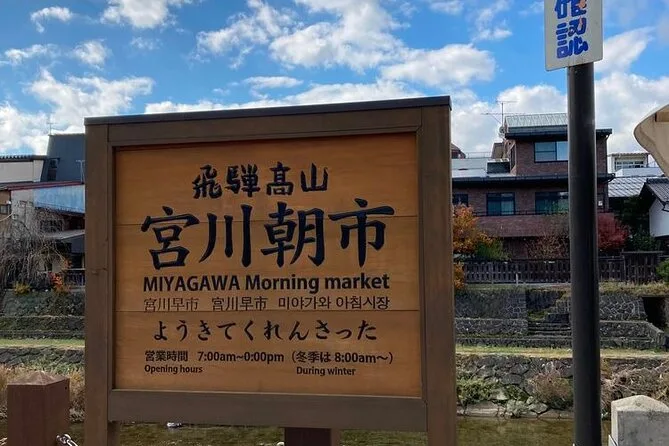 確認
飛騨高山
宮川朝市
MIYAGAWA Morning market
宮川早市 宮川早市 미야가와 아침시장
ようきてくれんさった
営業時間 7:00am~0:00pm (冬季は 8:00am~)
Opening hours During winter